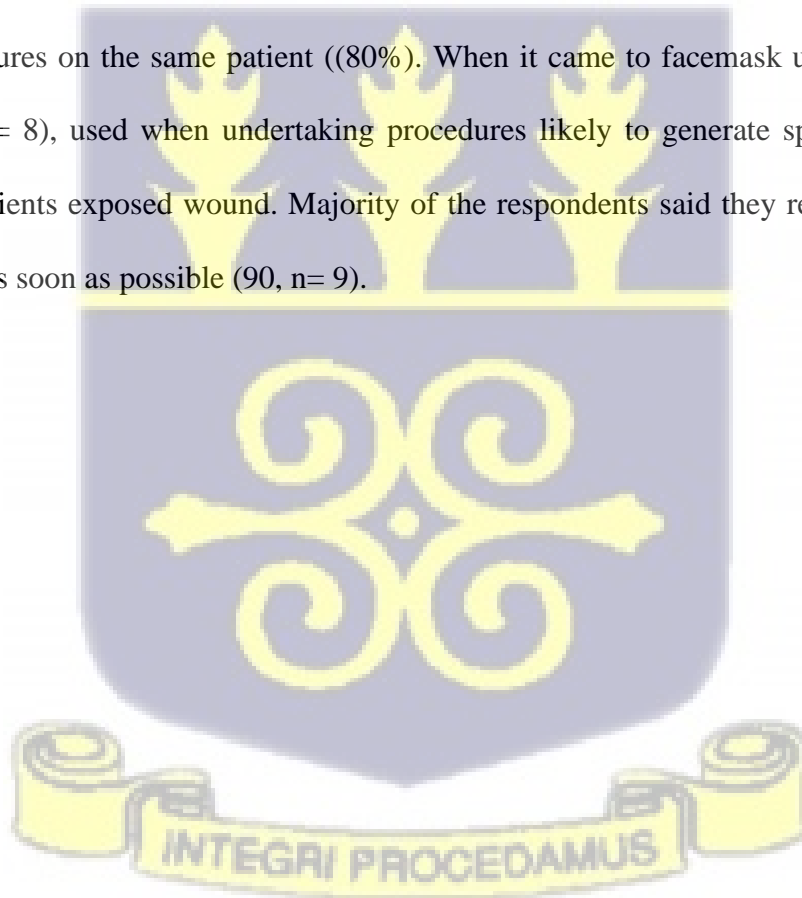 ures on the same patient ((80%). When it came to facemask u
= 8), used when undertaking procedures likely to generate sp
ients exposed wound. Majority of the respondents said they re
s soon as possible (90, n= 9).
INTEGRI PROCEDAMUS